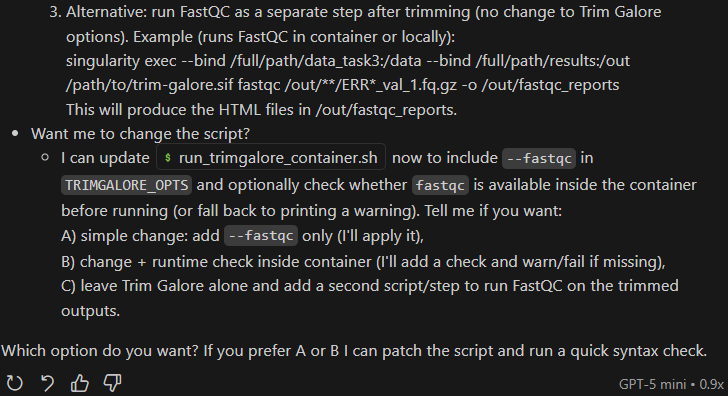 3. Alternative: run FastQC as a separate step after trimming (no change to Trim Galore
options). Example (runs FastQC in container or locally):
singularity exec --bind /full/path/data_task3:/data --bind /full/path/results:/out
/path/to/trim-galore.sif fastqc /out/**/ERR*_val_1.fq.gz -o /out/fastqc_reports
This will produce the HTML files in /out/fastqc_reports.
• Want me to change the script?
○ I can update $ run_trimgalore_container.sh now to include --fastqc in
TRIMGALORE_OPTS and optionally check whether fastqc is available inside the container
before running (or fall back to printing a warning). Tell me if you want:
A) simple change: add --fastqc only (I'll apply it),
B) change + runtime check inside container (I'll add a check and warn/fail if missing),
C) leave Trim Galore alone and add a second script/step to run FastQC on the trimmed
outputs.
Which option do you want? If you prefer A or B I can patch the script and run a quick syntax check.
GPT-5 mini • 0.9x